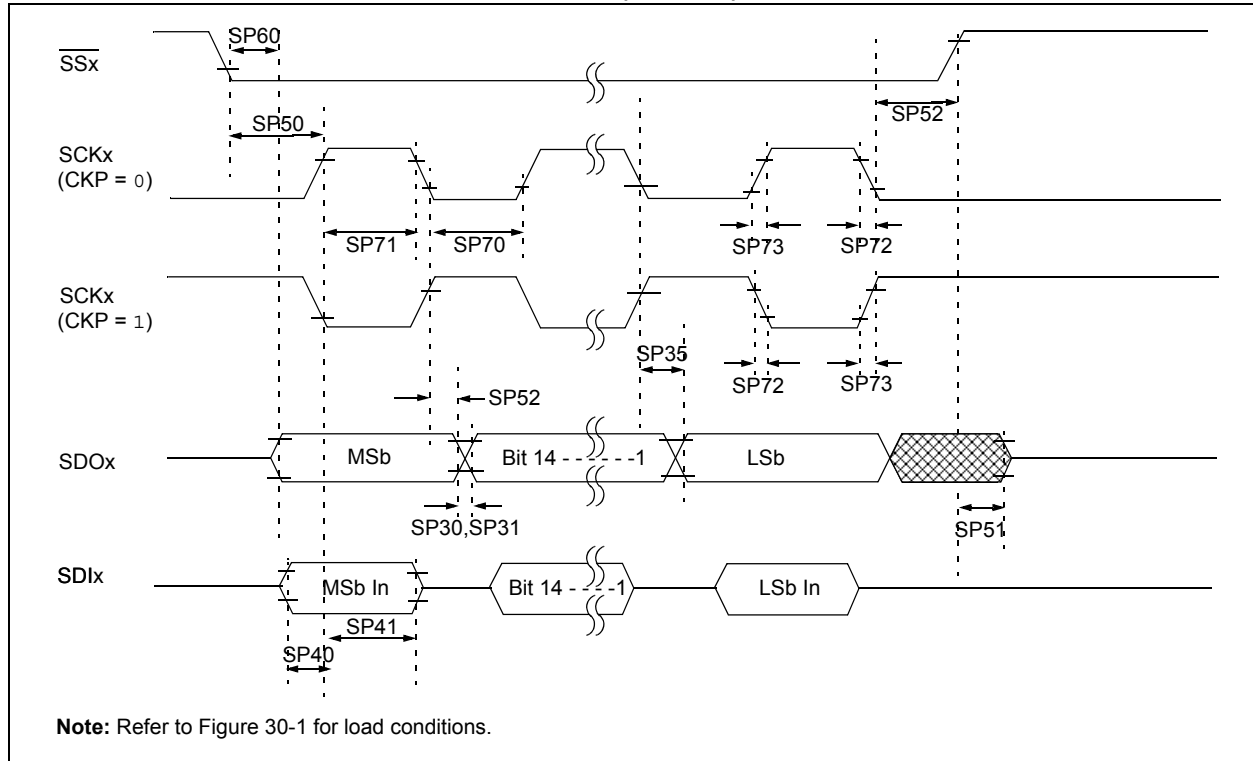 SP60
SSx
SP50
SP52
SCKx
(CKP = 0)
SP71
SP70
SP73
SP72
SCKx
(CKP = 1)
SP35
SP72
SP73
SP52
SDOx
MSb
Bit 14 - - - - - -1
LSb
SP30,SP31
SP51
SDIx
MSb In
Bit 14 - - - -1
LSb In
SP41
SP40
Note: Refer to Figure 30-1 for load conditions.